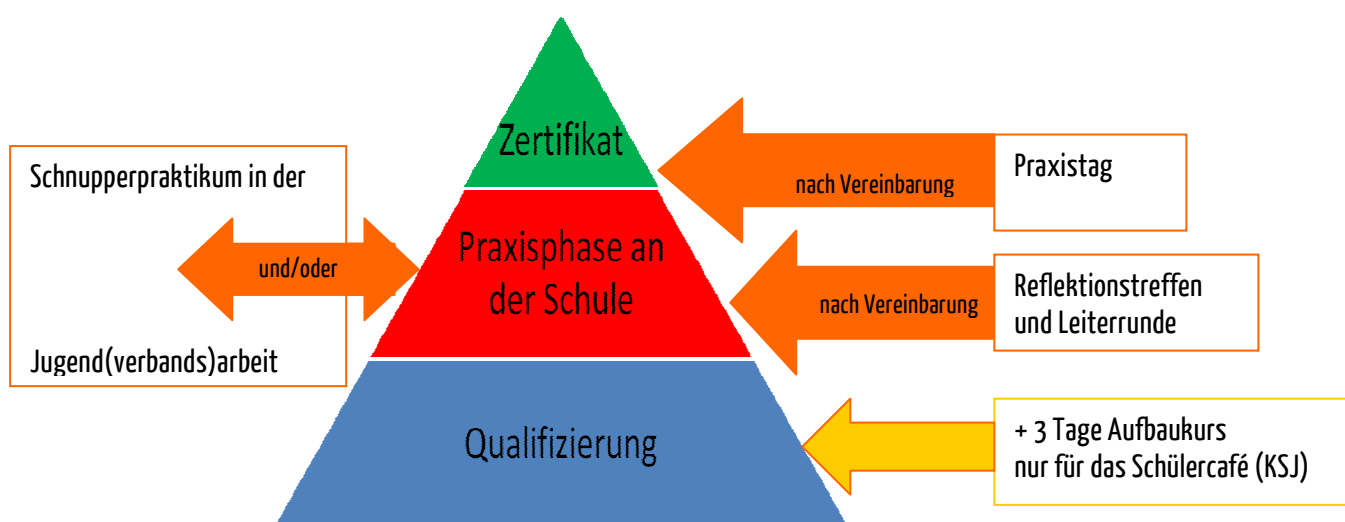 Zertifikat
nach Vereinbarung
Praxistag
Schnupperpraktikum in der
Jugend(verbands)arbeit
und/oder
Praxisphase an
der Schule
nach Vereinbarung
Reflektionstreffen
und Leiterrunde
Qualifizierung
+ 3 Tage Aufbaukurs
nur für das Schülercafé (KSJ)